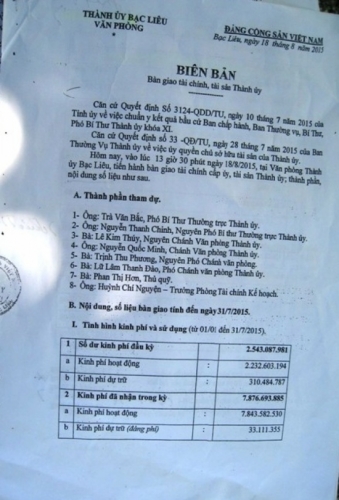 THÀNH ỦY BẠC LIÊU
VĂN PHÒNG
ĐẢNG CỘNG SẢN VIỆT NAM
Bạc Liêu, ngày 18 tháng 8 năm 2015
BIÊN BẢN
Bàn giao tài chính, tài sản Thành ủy
Căn cứ Quyết định Số 3124-QDD/TU, ngày 10 tháng 7 năm 2015 của
Tỉnh ủy về việc chuẩn y kết quả bầu cử Ban chấp hành, Ban Thường vụ, Bí Thư,
Phó Bí Thư Thành ủy khóa XI.
Căn cứ Quyết định số 33 -QĐ/TU, ngày 28 tháng 7 năm 2015 của Ban
Thường Vụ Thành ủy về việc ủy quyền chủ sở hữu tài sản của Thành ủy.
Hôm nay, vào lúc 13 giờ 30 phút ngày 18/8/2015, tại Văn phòng Thành
ủy Bạc Liêu, tiến hành bàn giao tài chính cấp ủy, tài sản Thành ủy; thành phần,
nội dung số liệu như sau.
A. Thành phần tham dự.
1- Ông: Trà Văn Bắc, Phó Bí Thư Thường trực Thành ủy.
2- Ông: Nguyễn Thanh Chính, Nguyên Phó Bí thư Thường trực Thành ủy.
3- Bà: Lê Kim Thúy, Nguyên Chánh Văn phòng Thành ủy.
4- Ông: Nguyễn Quốc Minh, Chánh Văn phòng Thành ủy.
5- Bà: Trịnh Thu Phương, Nguyên Phó Chánh văn phòng.
6- Bà: Lữ Lâm Thanh Đào, Phó Chánh văn phòng Thành ủy.
7- Bà: Phan Thị Hơn, Thủ quỹ.
8- Ông: Huỳnh Chí Nguyện – Trưởng Phòng Tài chính Kế hoạch.
B. Nội dung, số liệu bàn giao tính đến ngày 31/7/2015.
I. Tình hình kinh phí và sử dụng (từ 01/01 đến 31/7/2015).
1 Số dư kinh phí đầu kỳ 2.543.087.981
a Kinh phí hoạt động : 2.232.603.194
b Kinh phí dự trữ : 310.484.787
2 Kinh phí đã nhận trong kỳ 7.876.693.885
a Kinh phí hoạt động : 7.843.582.530
b Kinh phí dự trữ (đảng phí) : 33.111.355